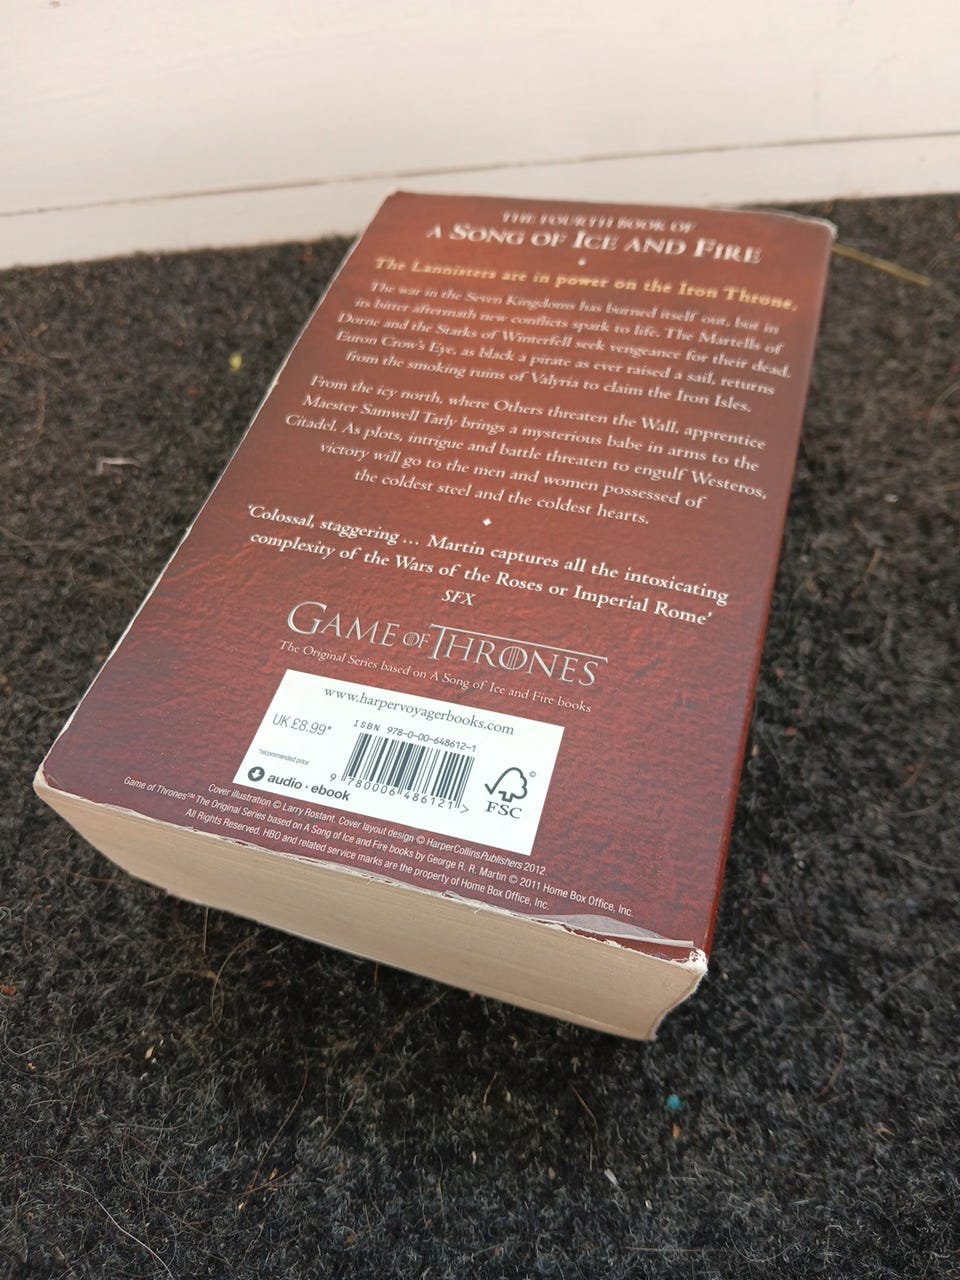 THE FOURTH BOOK OF
A SONG OF ICE AND FIRE
The Lannisters are in power on the Iron Throne.
The war in the Seven Kingdoms has burned itself out, but in
its bitter aftermath new conflicts spark to life. The Martells of
Dorne and the Starks of Winterfell seek vengeance for their dead.
Euron Crow's Eye, as black a pirate as ever raised a sail, returns
from the smoking ruins of Valyria to claim the Iron Isles.
From the icy north, where Others threaten the Wall, apprentice
Maester Samwell Tarly brings a mysterious babe in arms to the
Citadel. As plots, intrigue and battle threaten to engulf Westeros,
victory will go to the men and women possessed of
the coldest steel and the coldest hearts.
'Colossal, staggering ... Martin captures all the intoxicating
complexity of the Wars of the Roses or Imperial Rome'
SFX
GAME OF THRONES
The Original Series based on A Song of Ice and Fire books
www.harpervoyagerbooks.com
UK £8.99*
ISBN 978-0-00-648612-1
*recommended price
audio · ebook
9 780006 486121 >
FSC ©
Cover illustration © Larry Rostant. Cover layout design © HarperCollinsPublishers 2012.
Game of Thrones℠ The Original Series based on A Song of Ice and Fire books by George R. R. Martin © 2011 Home Box Office, Inc.
All Rights Reserved. HBO and related service marks are the property of Home Box Office, Inc.